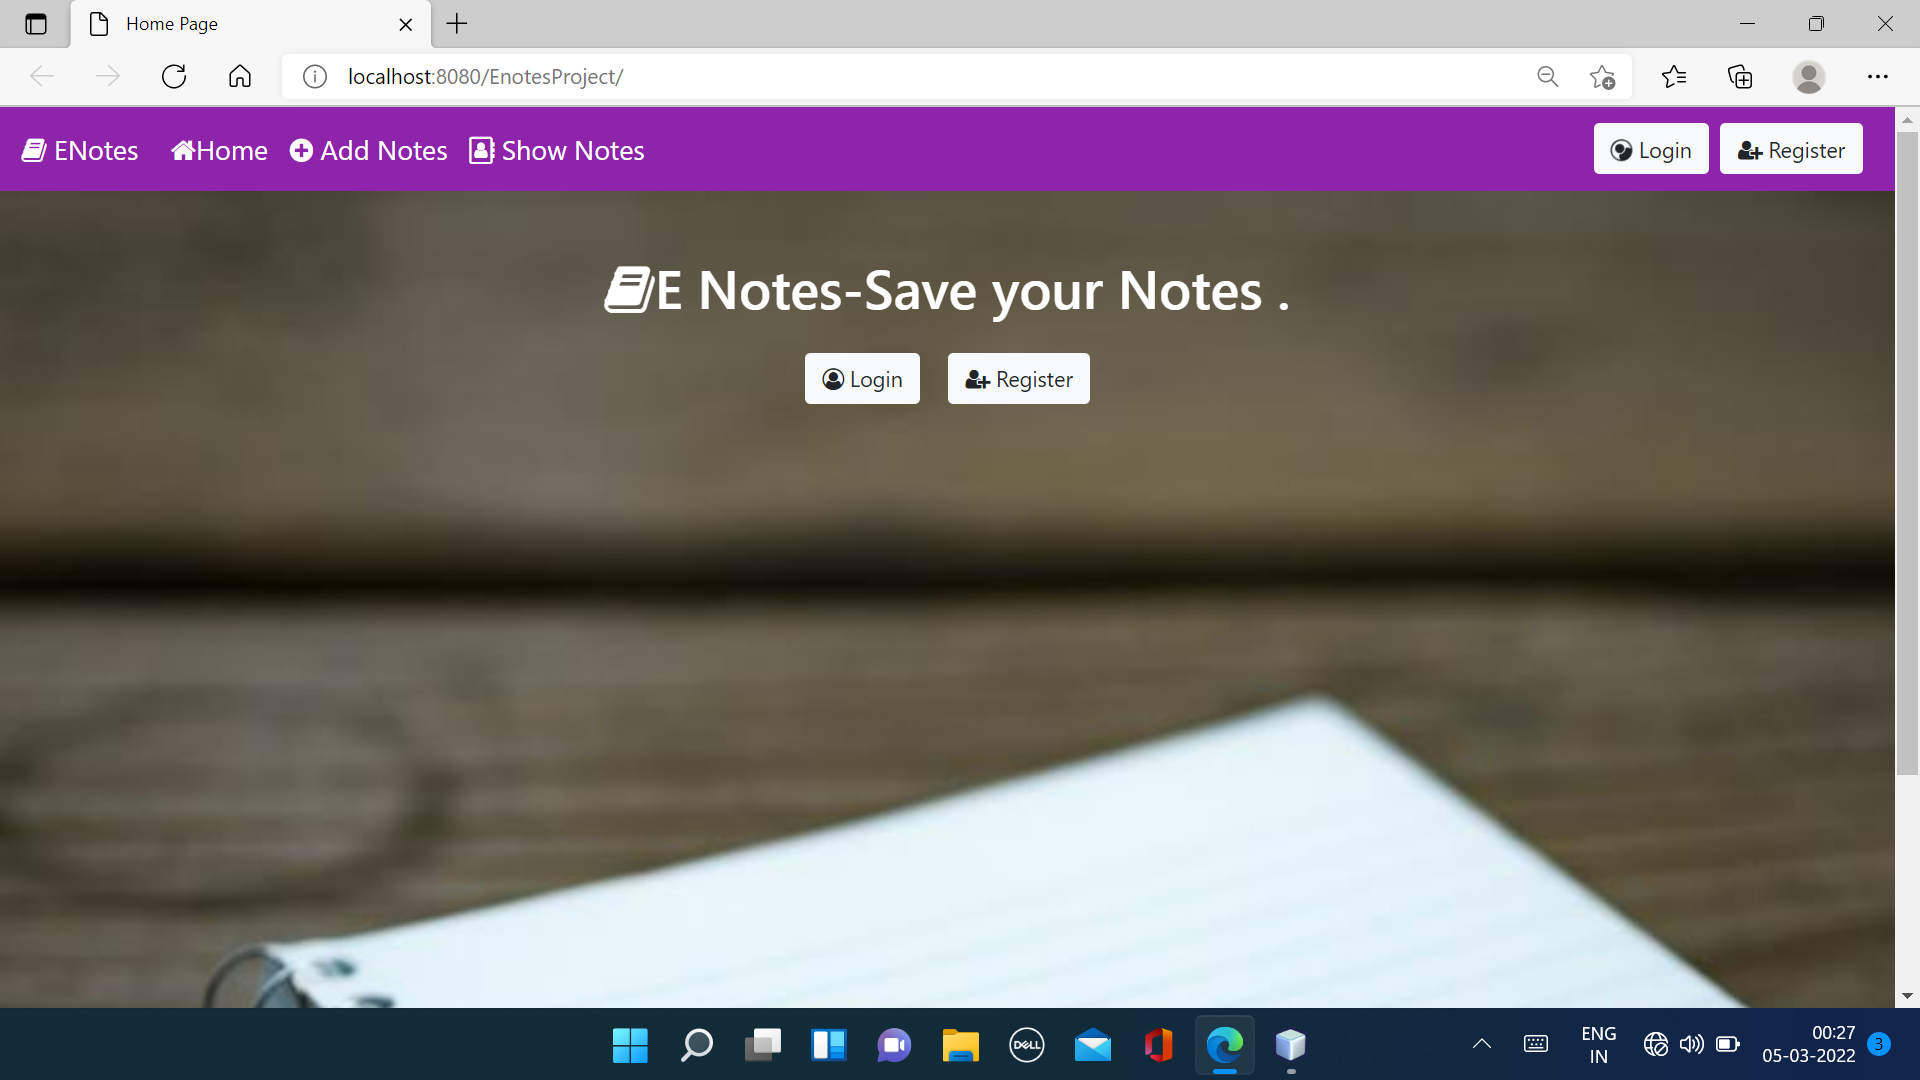 Home Page
localhost:8080/EnotesProject/
ENotes Home Add Notes Show Notes Login Register
E Notes-Save your Notes .
Login Register
DELL
ENG
IN
00:27
05-03-2022
3